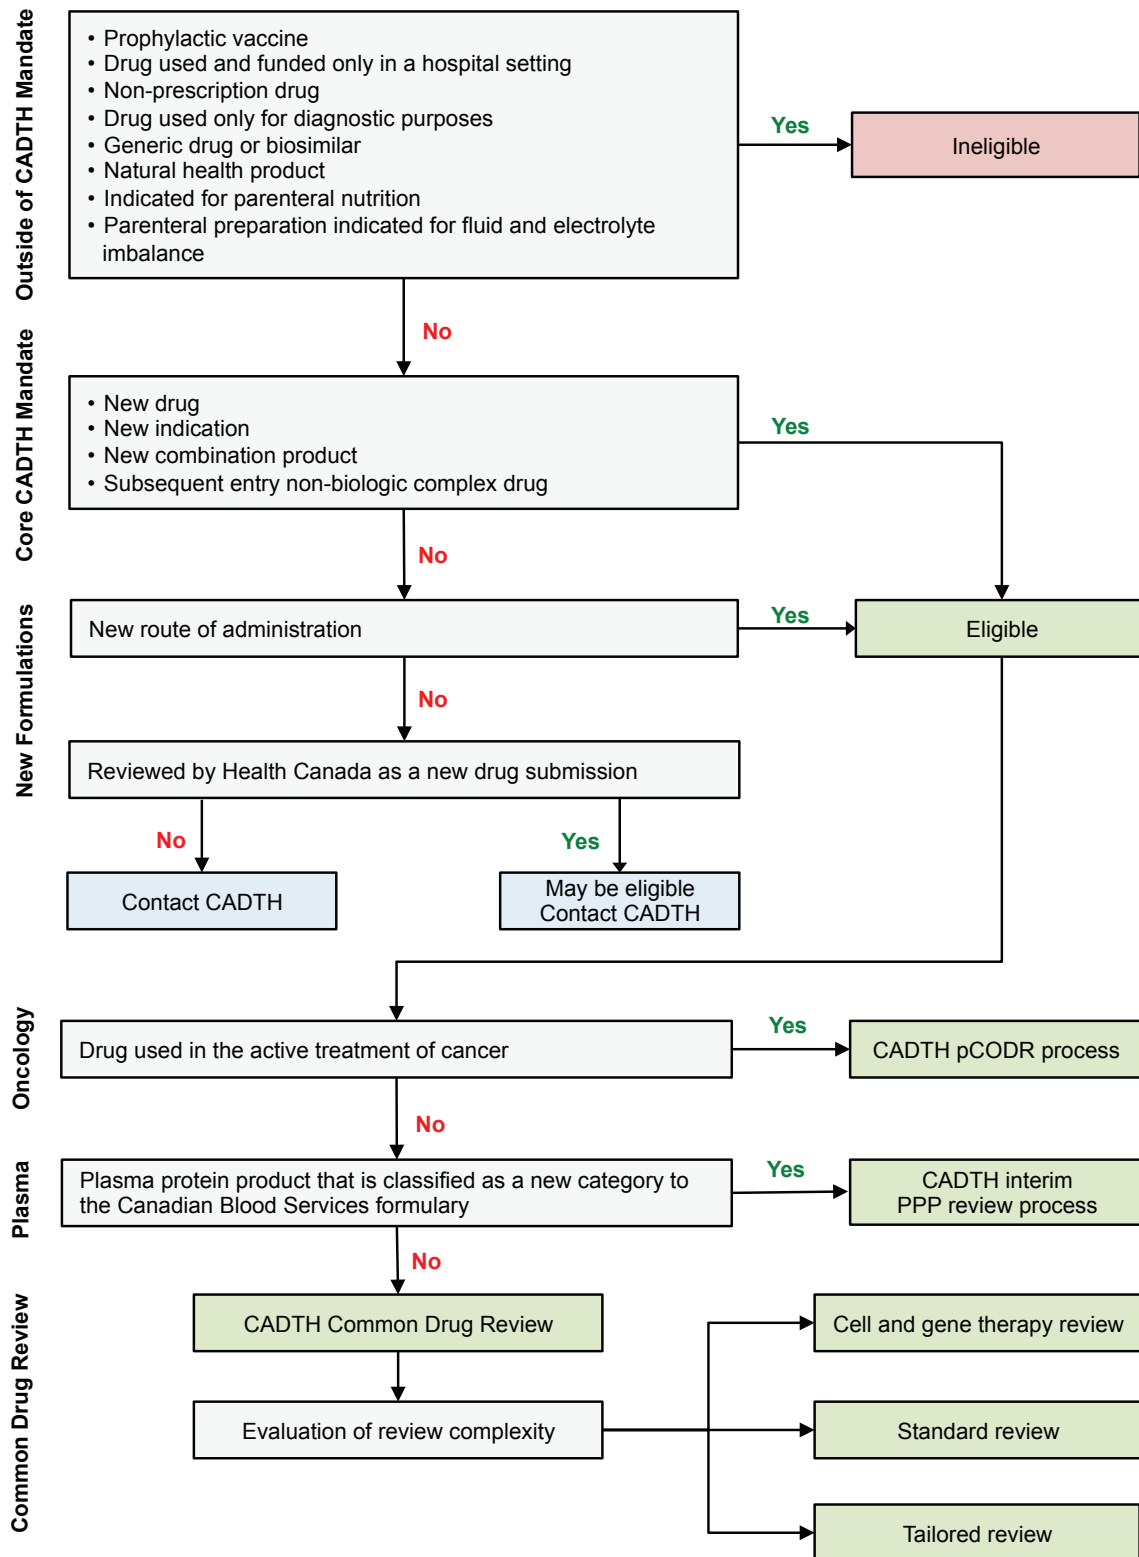 Outside of CADTH Mandate
• Prophylactic vaccine
• Drug used and funded only in a hospital setting
• Non-prescription drug
• Drug used only for diagnostic purposes
• Generic drug or biosimilar
• Natural health product
• Indicated for parenteral nutrition
• Parenteral preparation indicated for fluid and electrolyte
imbalance
Yes
Ineligible
No
Core CADTH Mandate
• New drug
• New indication
• New combination product
• Subsequent entry non-biologic complex drug
Yes
No
New Formulations
New route of administration
Yes
Eligible
No
Reviewed by Health Canada as a new drug submission
No
Yes
Contact CADTH
May be eligible
Contact CADTH
Oncology
Drug used in the active treatment of cancer
Yes
CADTH pCODR process
No
Plasma
Plasma protein product that is classified as a new category to
the Canadian Blood Services formulary
Yes
CADTH interim
PPP review process
No
Common Drug Review
CADTH Common Drug Review
Cell and gene therapy review
Evaluation of review complexity
Standard review
Tailored review